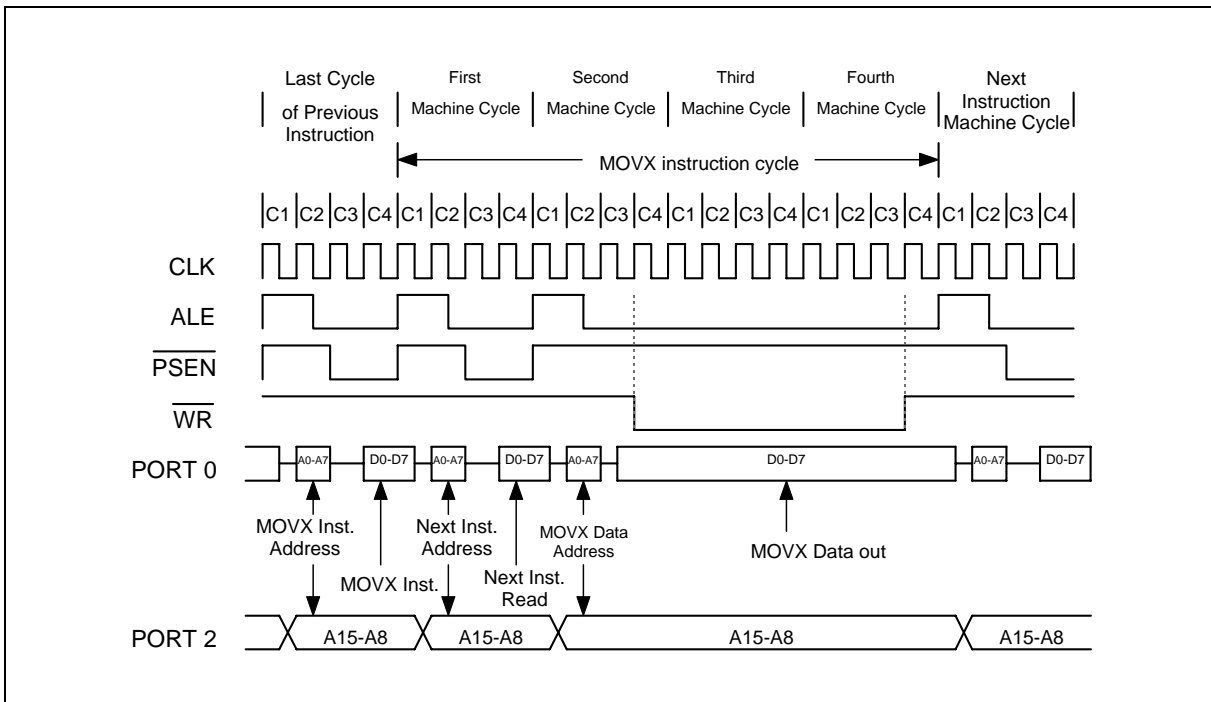 Last Cycle
of Previous
Instruction
First
Machine Cycle
Second
Machine Cycle
Third
Machine Cycle
Fourth
Machine Cycle
Next
Instruction
Machine Cycle
MOVX instruction cycle
C1 C2 C3 C4 C1 C2 C3 C4 C1 C2 C3 C4 C1 C2 C3 C4 C1 C2 C3 C4 C1 C2 C3 C4
CLK
ALE
PSEN
WR
PORT 0
A0-A7 D0-D7 A0-A7 D0-D7 A0-A7 D0-D7 A0-A7 D0-D7
MOVX Inst.
Address
MOVX Inst.
Next Inst.
Address
Next Inst.
Read
MOVX Data
Address
MOVX Data out
PORT 2
A15-A8 A15-A8 A15-A8 A15-A8